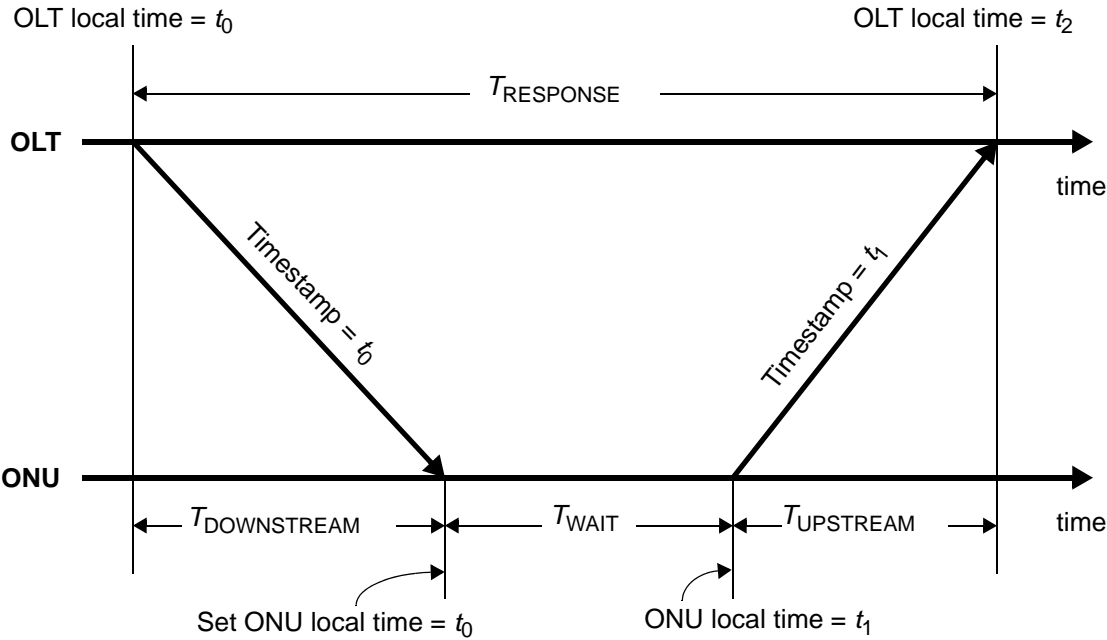 OLT local time = t0 OLT local time = t2
TRESPONSE
OLT
time
Timestamp = t0
Timestamp = t1
ONU
TDOWNSTREAM TWAIT TUPSTREAM time
Set ONU local time = t0 ONU local time = t1